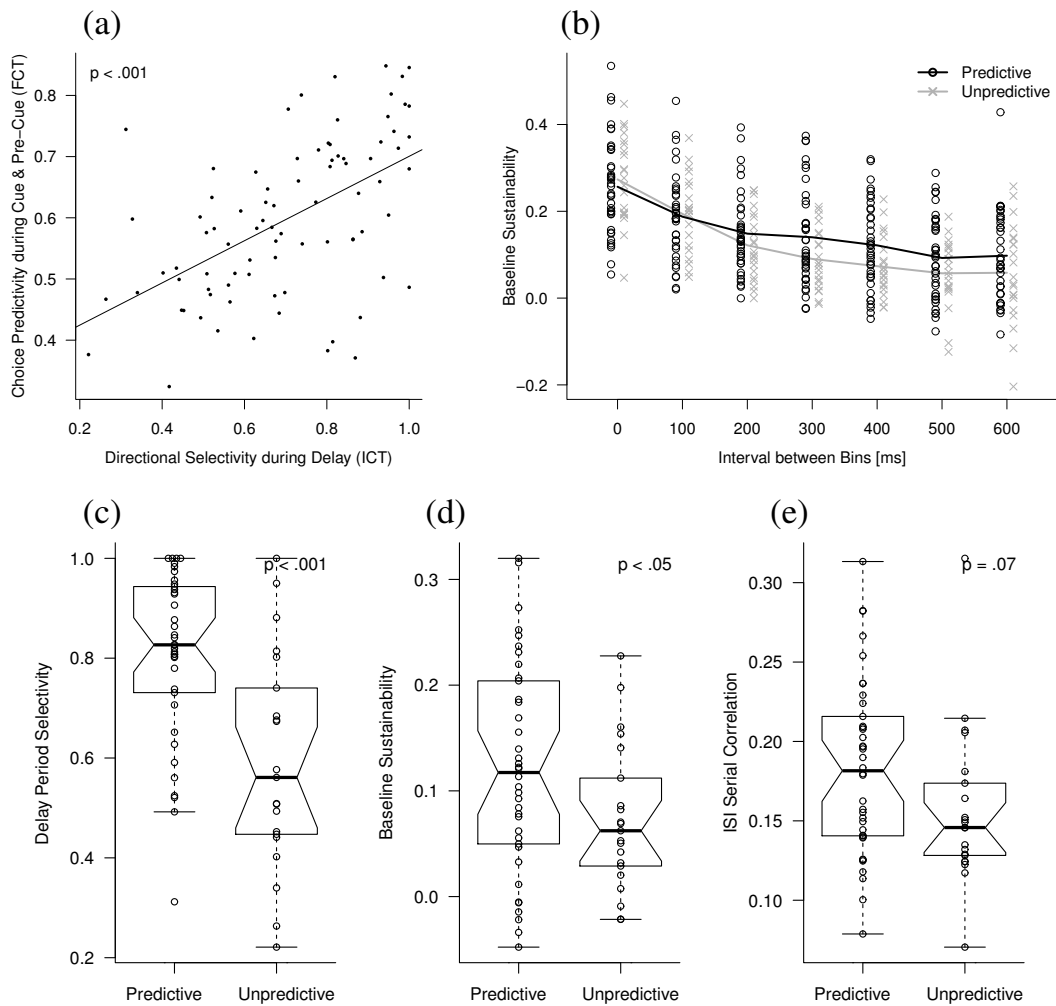 (a)
p < .001
Choice Predictivity during Cue & Pre−Cue (FCT)
0.8
0.7
0.6
0.5
0.4
0.2 0.4 0.6 0.8 1.0
Directional Selectivity during Delay (ICT)
(b)
Predictive
Unpredictive
Baseline Sustainability
0.4
0.2
0.0
−0.2
0 100 200 300 400 500 600
Interval between Bins [ms]
(c)
p < .001
Delay Period Selectivity
1.0
0.8
0.6
0.4
0.2
Predictive Unpredictive
(d)
p < .05
Baseline Sustainability
0.3
0.2
0.1
0.0
Predictive Unpredictive
(e)
p = .07
ISI Serial Correlation
0.30
0.25
0.20
0.15
0.10
Predictive Unpredictive